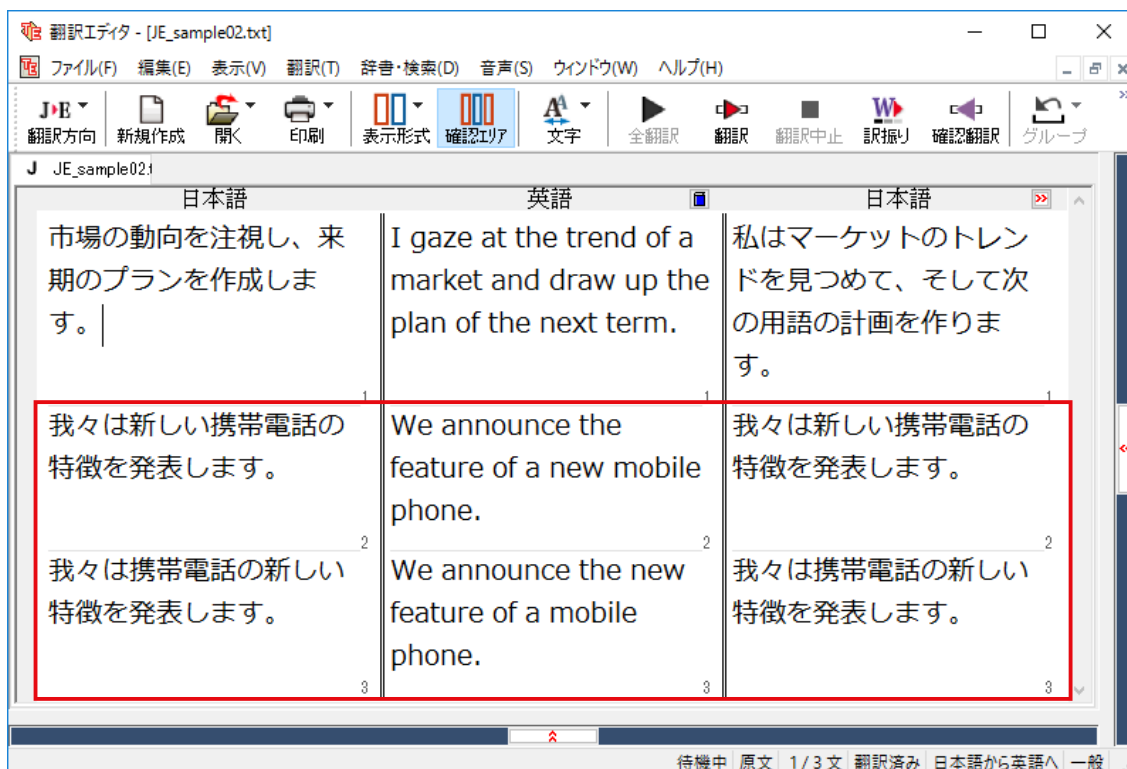 翻訳エディタ - [JE_sample02.txt]
ファイル(F) 編集(E) 表示(V) 翻訳(T) 辞書・検索(D) 音声(S) ウィンドウ(W) ヘルプ(H)
J▶E
翻訳方向 新規作成 開く 印刷 表示形式 確認エリア 文字 全翻訳 翻訳 翻訳中止 訳振り 確認翻訳 グループ
J JE_sample02.
日本語 英語 日本語
市場の動向を注視し、来
期のプランを作成しま
す。
1
I gaze at the trend of a
market and draw up the
plan of the next term.
1
私はマーケットのトレン
ドを見つめて、そして次
の用語の計画を作りま
す。
1
我々は新しい携帯電話の
特徴を発表します。
2
We announce the
feature of a new mobile
phone.
2
我々は新しい携帯電話の
特徴を発表します。
2
我々は携帯電話の新しい
特徴を発表します。
3
We announce the new
feature of a mobile
phone.
3
我々は携帯電話の新しい
特徴を発表します。
3
待機中 原文 1/3文 翻訳済み 日本語から英語へ 一般